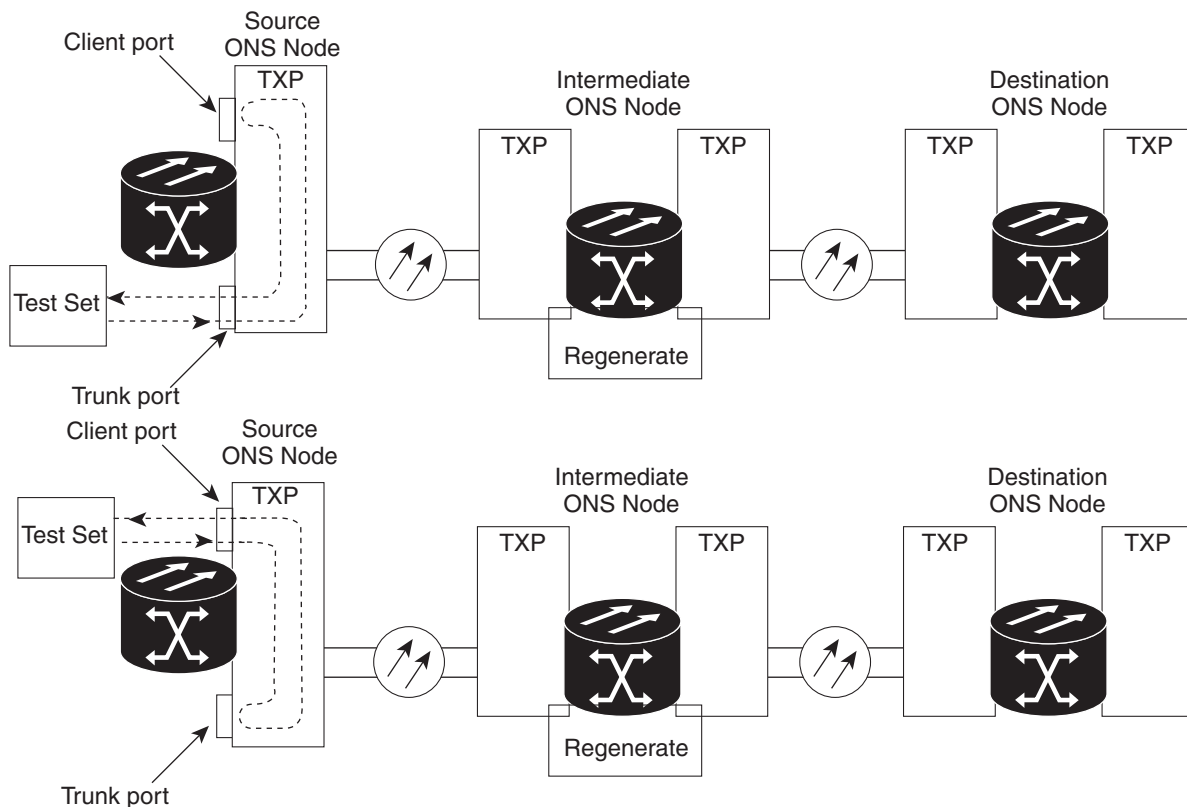 Source
ONS Node
Client port
TXP
Intermediate
ONS Node
Destination
ONS Node
TXP
TXP
TXP
TXP
Test Set
Regenerate
Trunk port
Client port
Source
ONS Node
TXP
Intermediate
ONS Node
Destination
ONS Node
Test Set
TXP
TXP
TXP
TXP
Regenerate
Trunk port